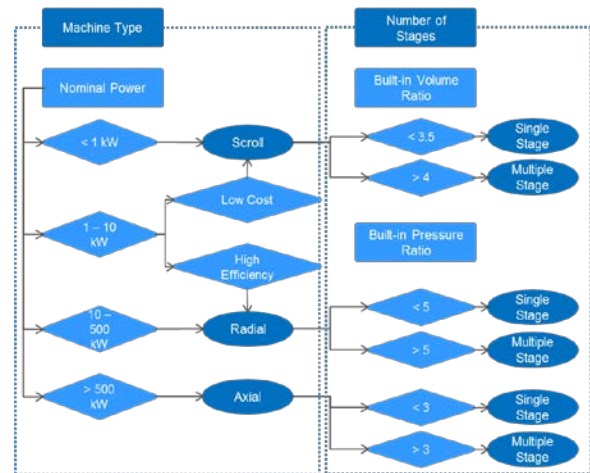 Machine Type
Number of
Stages
Nominal Power
Built-in Volume
Ratio
< 1 kW
Scroll
< 3.5
Single
Stage
> 4
Multiple
Stage
Low Cost
1 – 10
kW
High
Efficiency
Built-in Pressure
Ratio
10 –
500
kW
Radial
< 5
Single
Stage
> 5
Multiple
Stage
> 500
kW
Axial
< 3
Single
Stage
> 3
Multiple
Stage